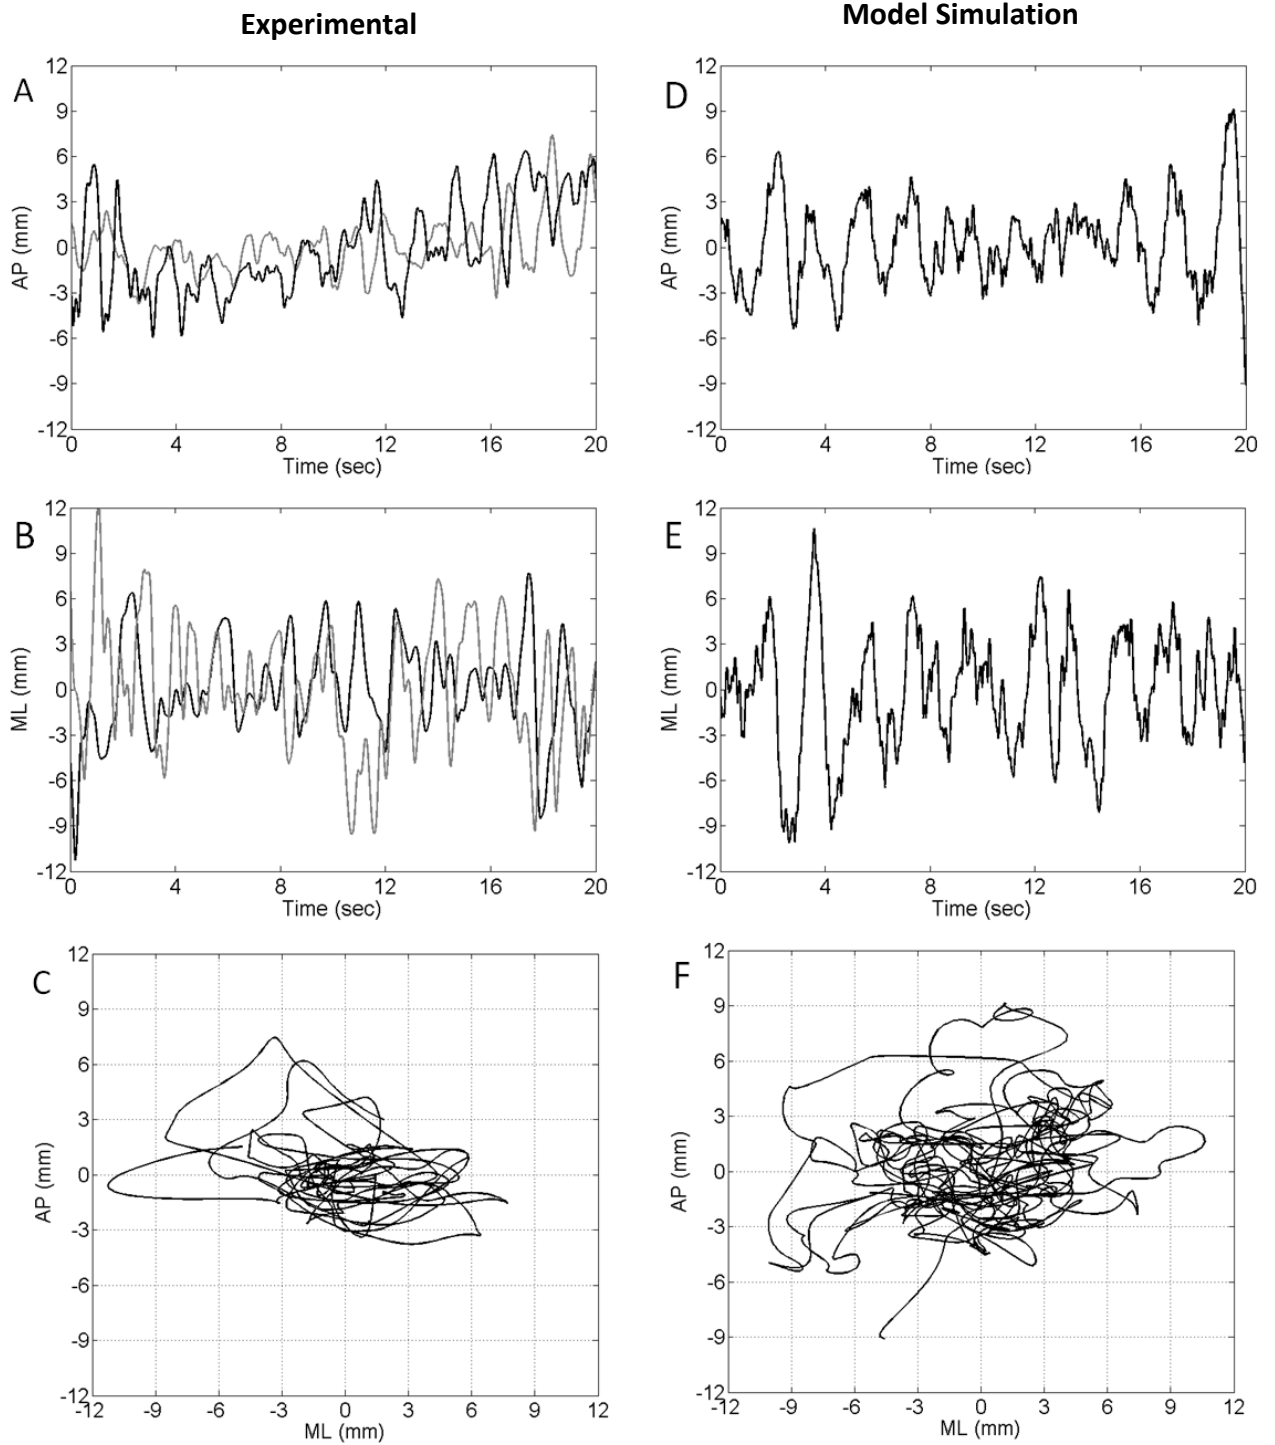 Experimental
Model Simulation
A
12
9
6
3
0
-3
-6
-9
-12
AP (mm)
0 4 8 12 16 20
Time (sec)
D
12
9
6
3
0
-3
-6
-9
-12
AP (mm)
0 4 8 12 16 20
Time (sec)
B
12
9
6
3
0
-3
-6
-9
-12
ML (mm)
0 4 8 12 16 20
Time (sec)
E
12
9
6
3
0
-3
-6
-9
-12
ML (mm)
0 4 8 12 16 20
Time (sec)
C
12
9
6
3
0
-3
-6
-9
-12
AP (mm)
-12 -9 -6 -3 0 3 6 9 12
ML (mm)
F
12
9
6
3
0
-3
-6
-9
-12
AP (mm)
-12 -9 -6 -3 0 3 6 9 12
ML (mm)